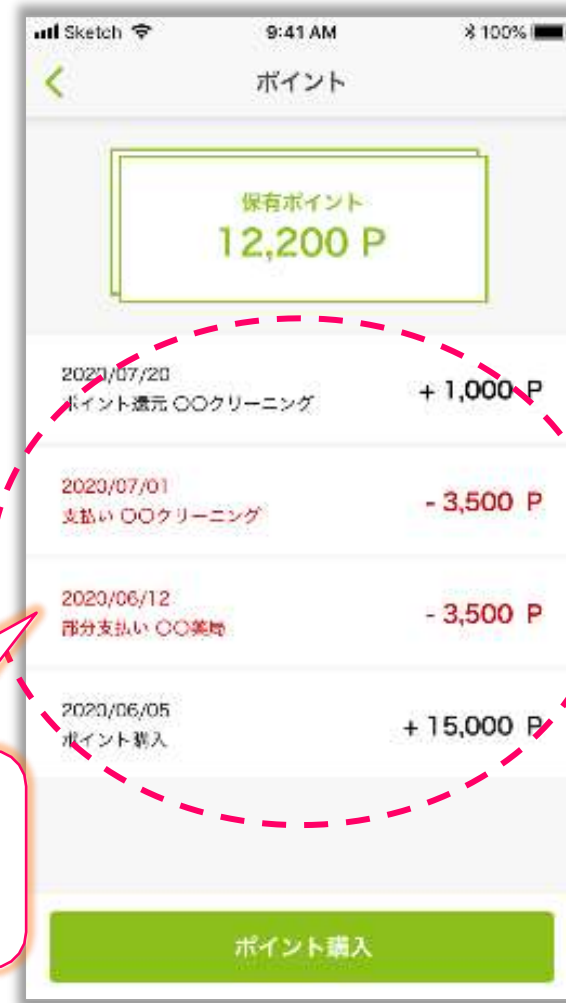 Sketch 9:41 AM 100%
ポイント
保有ポイント
12,200 P
2020/07/20
ポイント還元 〇〇クリーニング
+ 1,000 P
2020/07/01
支払い 〇〇クリーニング
- 3,500 P
2020/06/12
部分支払い 〇〇薬局
- 3,500 P
2020/06/05
ポイント購入
+ 15,000 P
ポイント購入